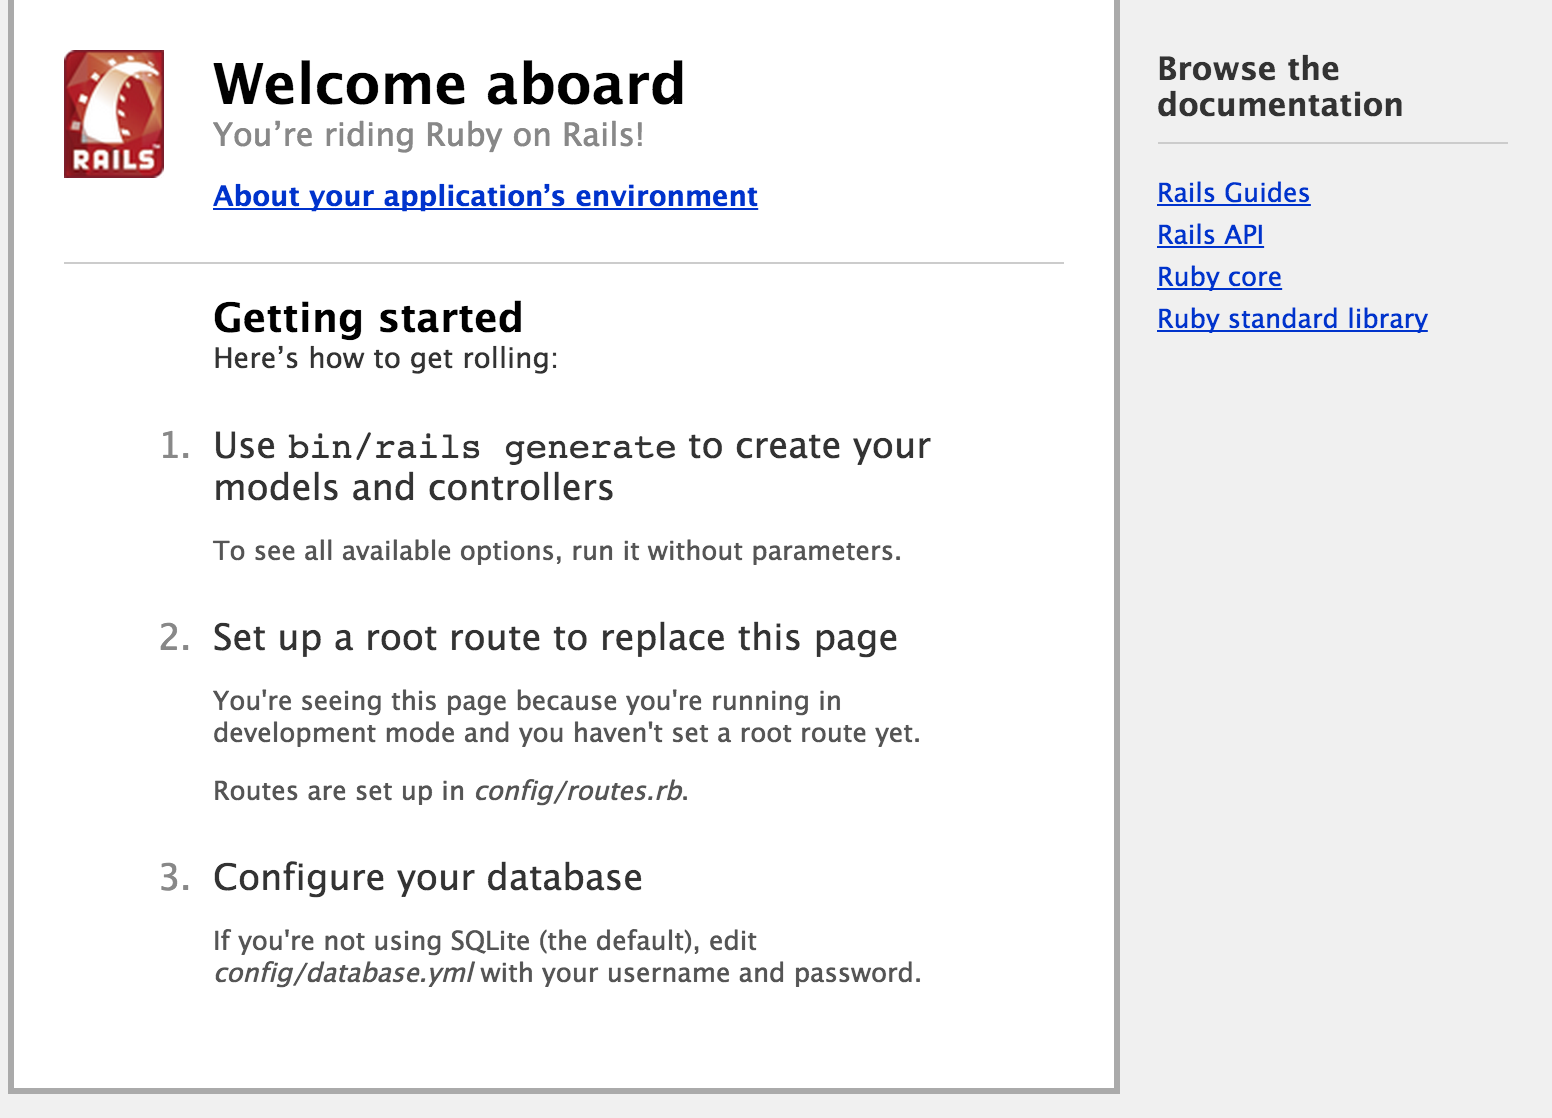 RAILS™
Welcome aboard
You’re riding Ruby on Rails!
About your application’s environment
Getting started
Here’s how to get rolling:
1. Use bin/rails generate to create your
models and controllers
To see all available options, run it without parameters.
2. Set up a root route to replace this page
You're seeing this page because you're running in
development mode and you haven't set a root route yet.
Routes are set up in config/routes.rb.
3. Configure your database
If you're not using SQLite (the default), edit
config/database.yml with your username and password.
Browse the
documentation
Rails Guides
Rails API
Ruby core
Ruby standard library